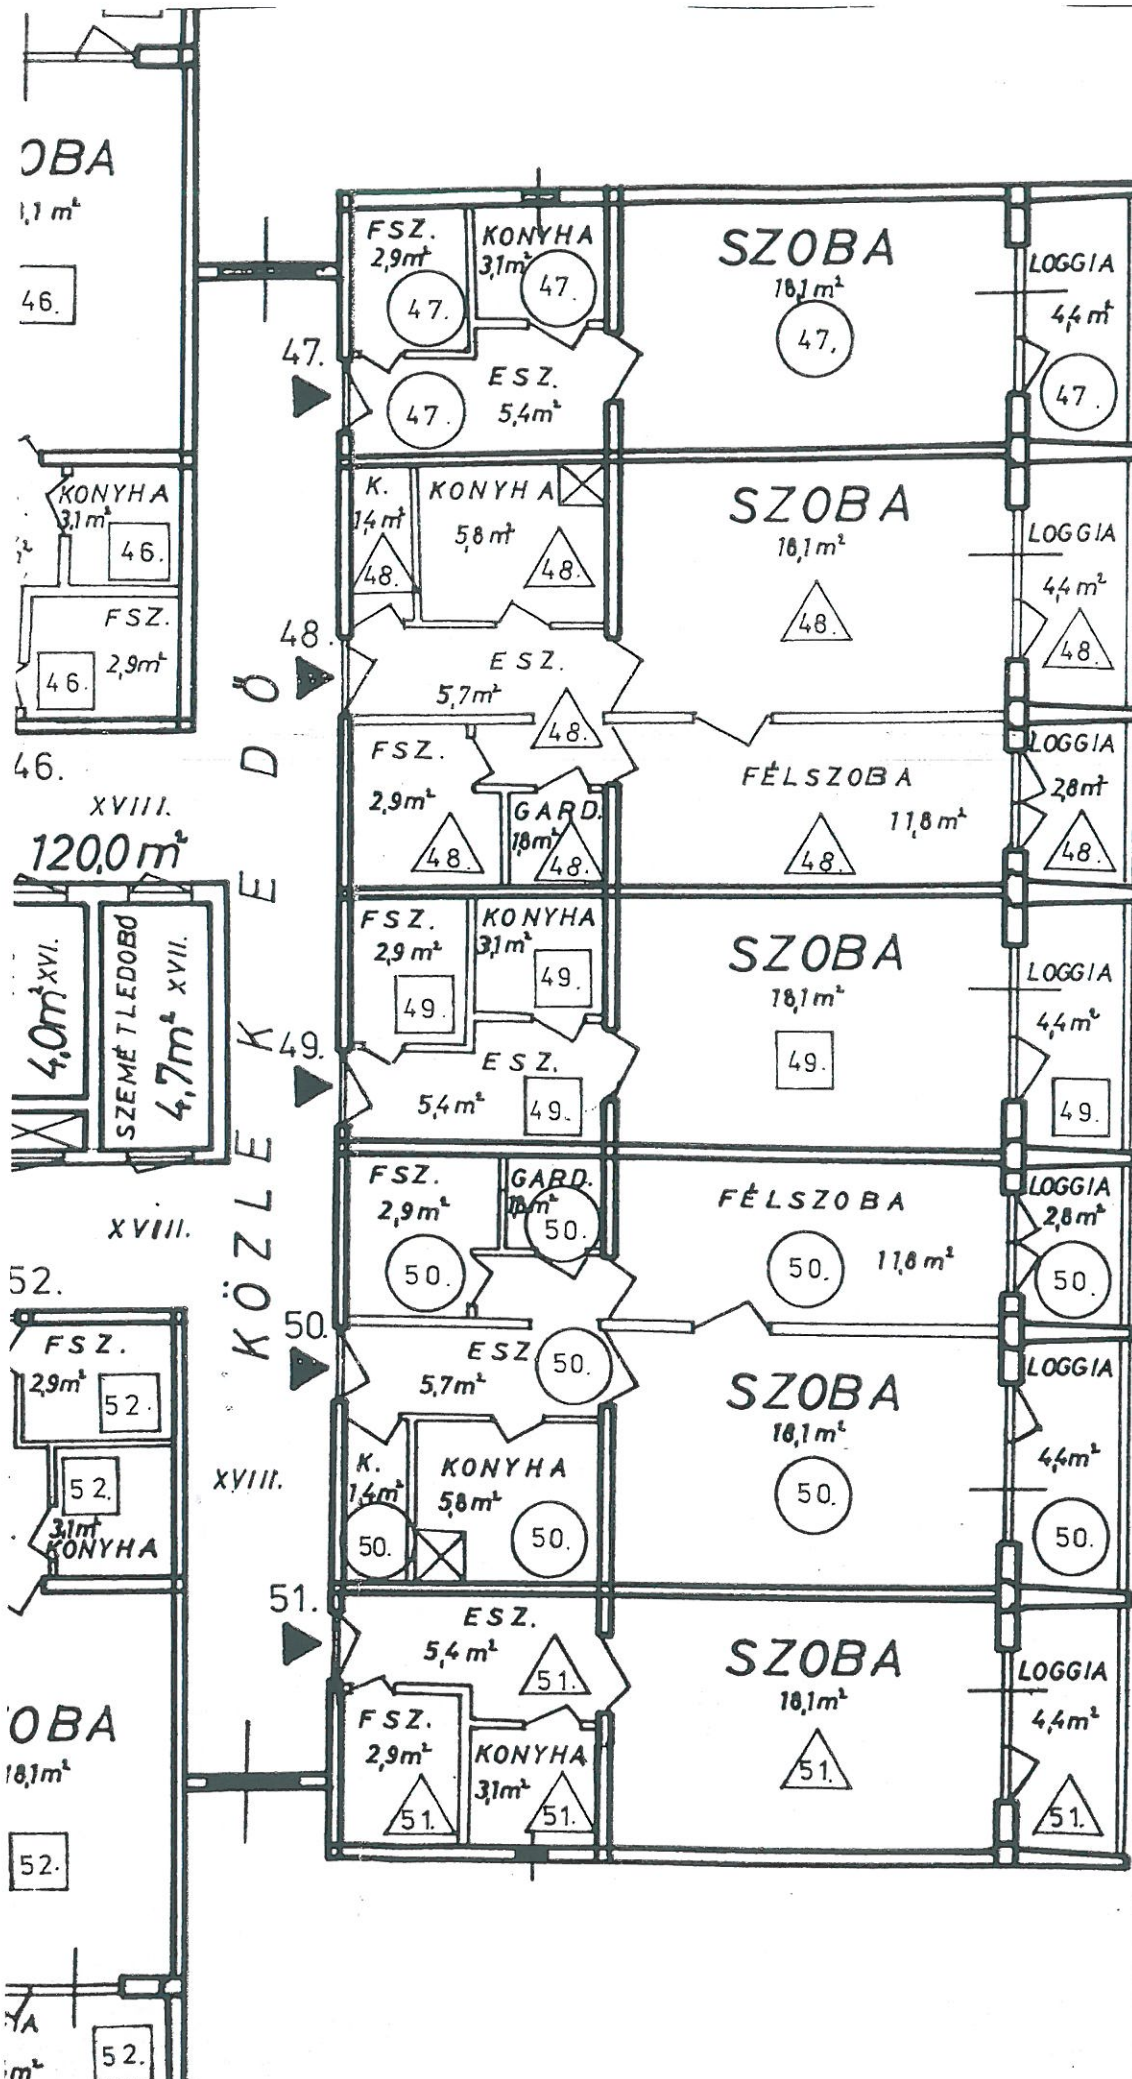 OBA
46.
KONYHA
3,1m²
46.
FSZ.
2,9m²
46.
46.
XVIII.
120,0 m²
4,0m² XVI.
SZEMÉTLEDOBÓ
4,7m² XVII.
XVIII.
52.
FSZ.
2,9m²
52.
52.
3,1m²
KONYHA
XVIII.
OBA
18,1m²
52.
52.
KÖZLEKEDŐ
47.
FSZ.
2,9m²
47.
KONYHA
3,1m²
47.
ESZ.
5,4m²
47.
SZOBA
18,1m²
47.
LOGGIA
4,4m²
47.
48.
K.
1,4m²
48.
KONYHA
5,8m²
48.
SZOBA
18,1m²
48.
LOGGIA
4,4m²
48.
ESZ.
5,7m²
48.
FSZ.
2,9m²
48.
GARD.
1,8m²
48.
FÉLSZOBA
11,8m²
48.
LOGGIA
2,8m²
48.
49.
FSZ.
2,9m²
49.
KONYHA
3,1m²
49.
ESZ.
5,4m²
49.
SZOBA
18,1m²
49.
LOGGIA
4,4m²
49.
50.
FSZ.
2,9m²
50.
GARD.
1,8m²
50.
FÉLSZOBA
11,8m²
50.
LOGGIA
2,8m²
50.
ESZ.
5,7m²
50.
K.
1,4m²
50.
KONYHA
5,8m²
50.
SZOBA
18,1m²
50.
LOGGIA
4,4m²
50.
51.
ESZ.
5,4m²
51.
FSZ.
2,9m²
51.
KONYHA
3,1m²
51.
SZOBA
18,1m²
51.
LOGGIA
4,4m²
51.